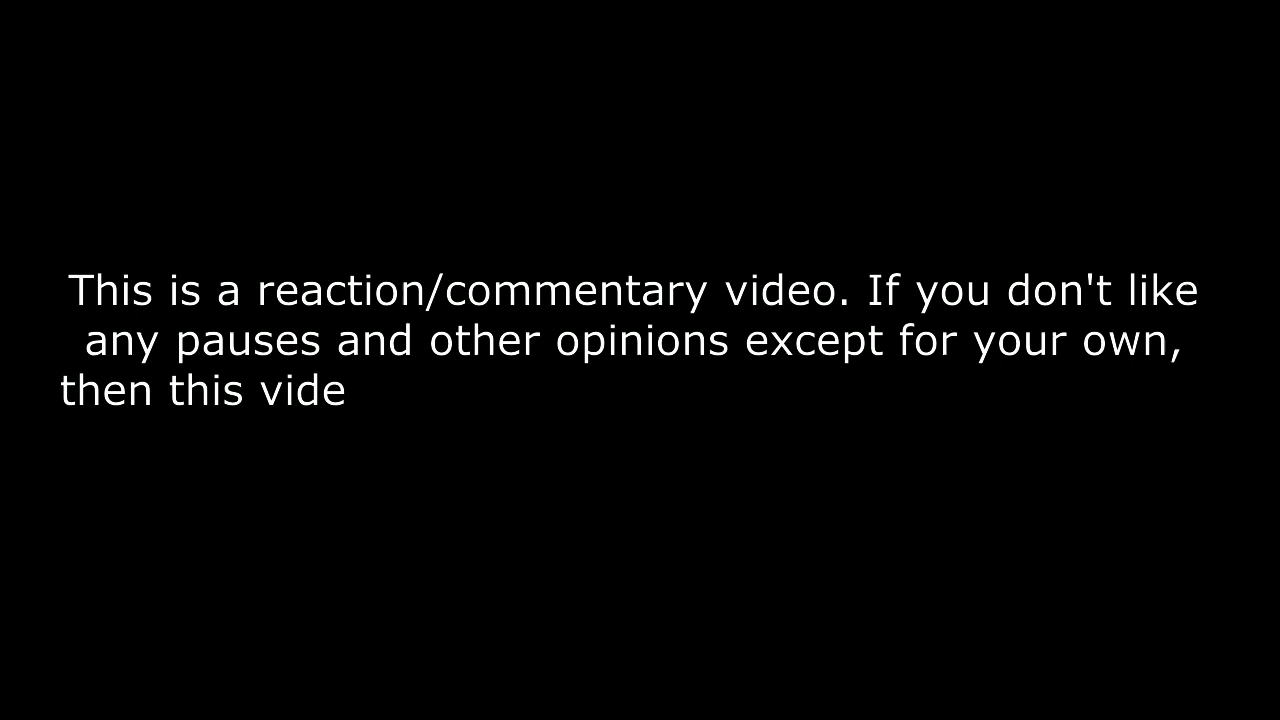 This is a reaction/commentary video. If you don't like
any pauses and other opinions except for your own,
then this vide